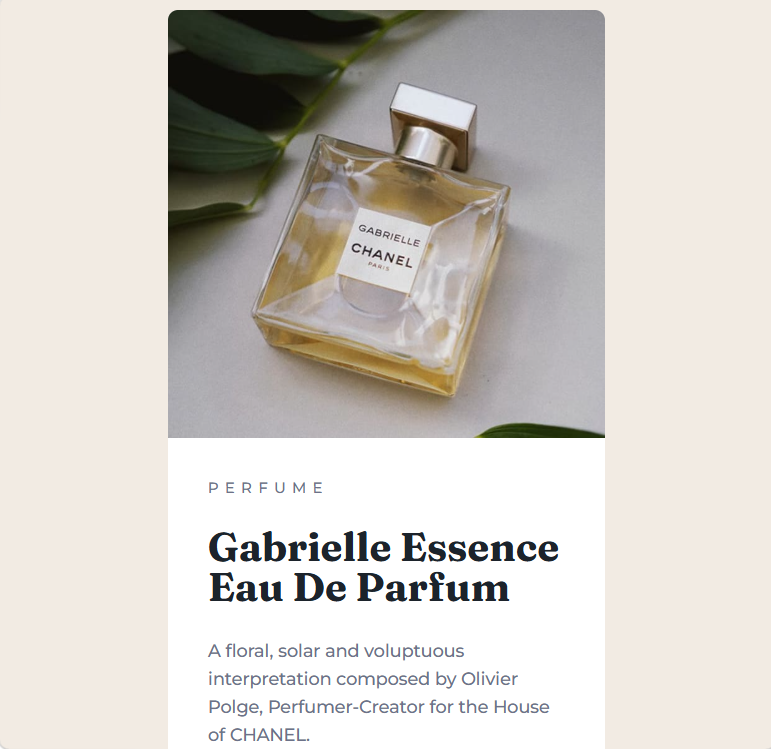 GABRIELLE
CHANEL
PARIS
PERFUME
Gabrielle Essence
Eau De Parfum
A floral, solar and voluptuous
interpretation composed by Olivier
Polge, Perfumer-Creator for the House
of CHANEL.